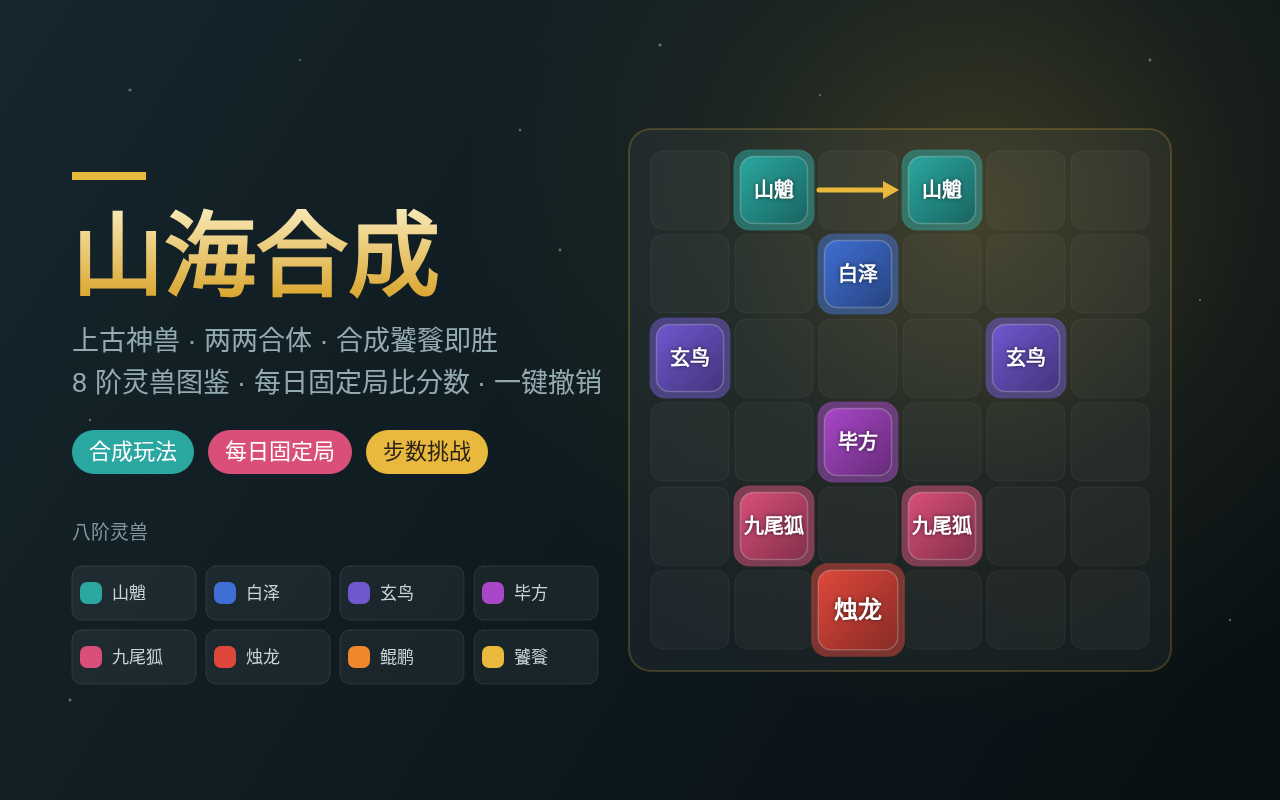 山海合成
上古神兽 · 两两合体 · 合成饕餮即胜
8 阶灵兽图鉴 · 每日固定局比分数 · 一键撤销
合成玩法 每日固定局 步数挑战
八阶灵兽
山魈 白泽 玄鸟 毕方
九尾狐 烛龙 鲲鹏 饕餮
山魈 山魈
白泽
玄鸟 玄鸟
毕方
九尾狐 九尾狐
烛龙